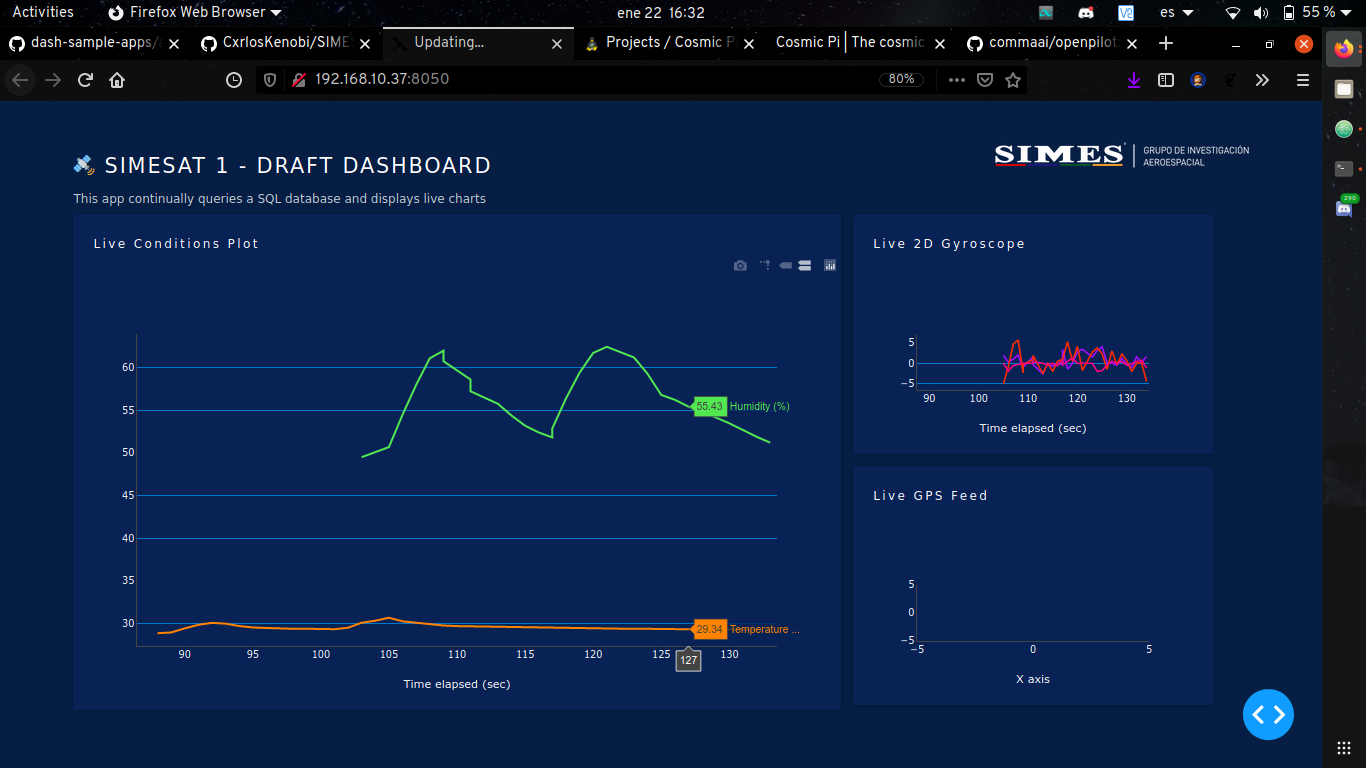 Activities
Firefox Web Browser
ene 22 16:32
V2
es
55 %
dash-sample-apps/
CxrlosKenobi/SIME
Updating...
Projects / Cosmic P
Cosmic Pi | The cosmic
commaai/openpilot
192.168.10.37:8050
80%
290
SIMESAT 1 - DRAFT DASHBOARD
SIMES
GRUPO DE INVESTIGACIÓN
AEROESPACIAL
This app continually queries a SQL database and displays live charts
Live Conditions Plot
60
55
50
45
40
35
30
55.43
Humidity (%)
29.34
Temperature ...
90
95
100
105
110
115
120
125
130
127
Time elapsed (sec)
Live 2D Gyroscope
5
0
−5
90
100
110
120
130
Time elapsed (sec)
Live GPS Feed
5
0
−5
−5
0
5
X axis